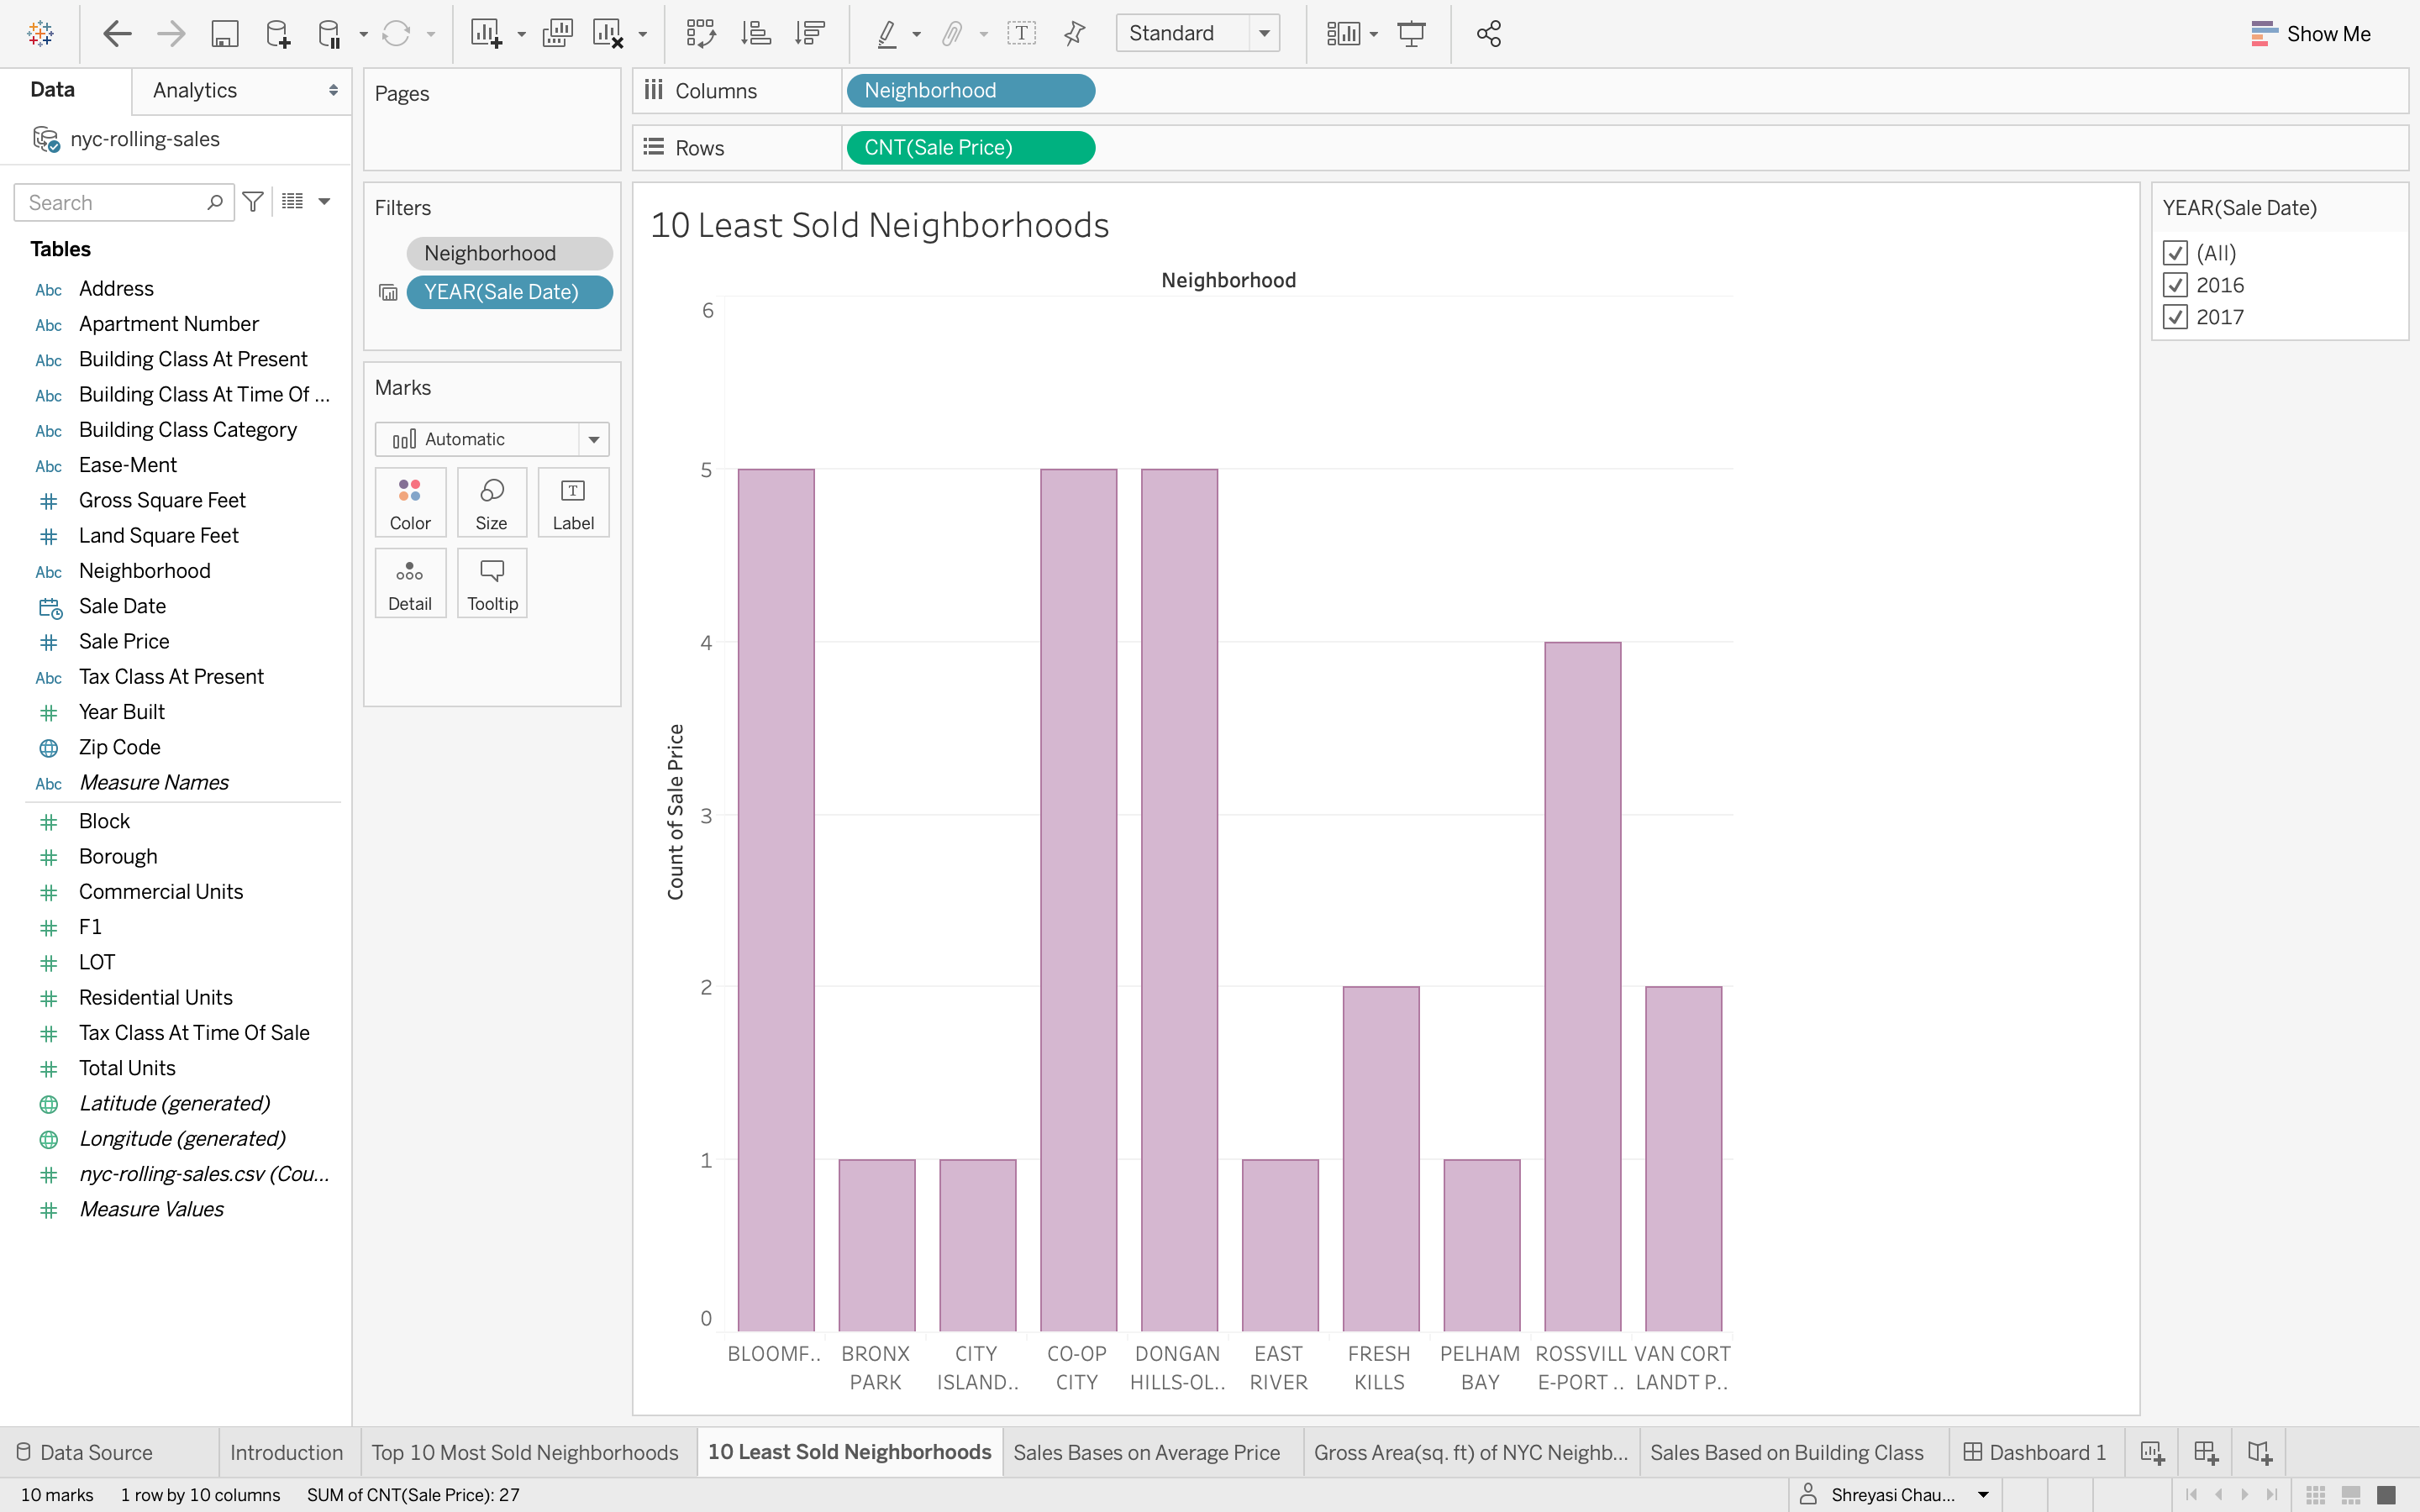 Standard
Show Me
Data
Analytics
nyc-rolling-sales
Search
Tables
Abc Address
Abc Apartment Number
Abc Building Class At Present
Abc Building Class At Time Of ...
Abc Building Class Category
Abc Ease-Ment
Gross Square Feet
Land Square Feet
Abc Neighborhood
Sale Date
Sale Price
Abc Tax Class At Present
Year Built
Zip Code
Abc Measure Names
Block
Borough
Commercial Units
F1
LOT
Residential Units
Tax Class At Time Of Sale
Total Units
Latitude (generated)
Longitude (generated)
nyc-rolling-sales.csv (Cou...
Measure Values
Pages
Filters
Neighborhood
YEAR(Sale Date)
Marks
Automatic
Color
Size
Label
Detail
Tooltip
Columns
Neighborhood
Rows
CNT(Sale Price)
10 Least Sold Neighborhoods
Neighborhood
6
5
4
3
2
1
0
Count of Sale Price
BLOOMF..
BRONX
PARK
CITY
ISLAND..
CO-OP
CITY
DONGAN
HILLS-OL..
EAST
RIVER
FRESH
KILLS
PELHAM
BAY
ROSSVILL
E-PORT ..
VAN CORT
LANDT P..
YEAR(Sale Date)
(All)
2016
2017
Data Source
Introduction
Top 10 Most Sold Neighborhoods
10 Least Sold Neighborhoods
Sales Bases on Average Price
Gross Area(sq. ft) of NYC Neighb...
Sales Based on Building Class
Dashboard 1
10 marks
1 row by 10 columns
SUM of CNT(Sale Price): 27
Shreyasi Chau...